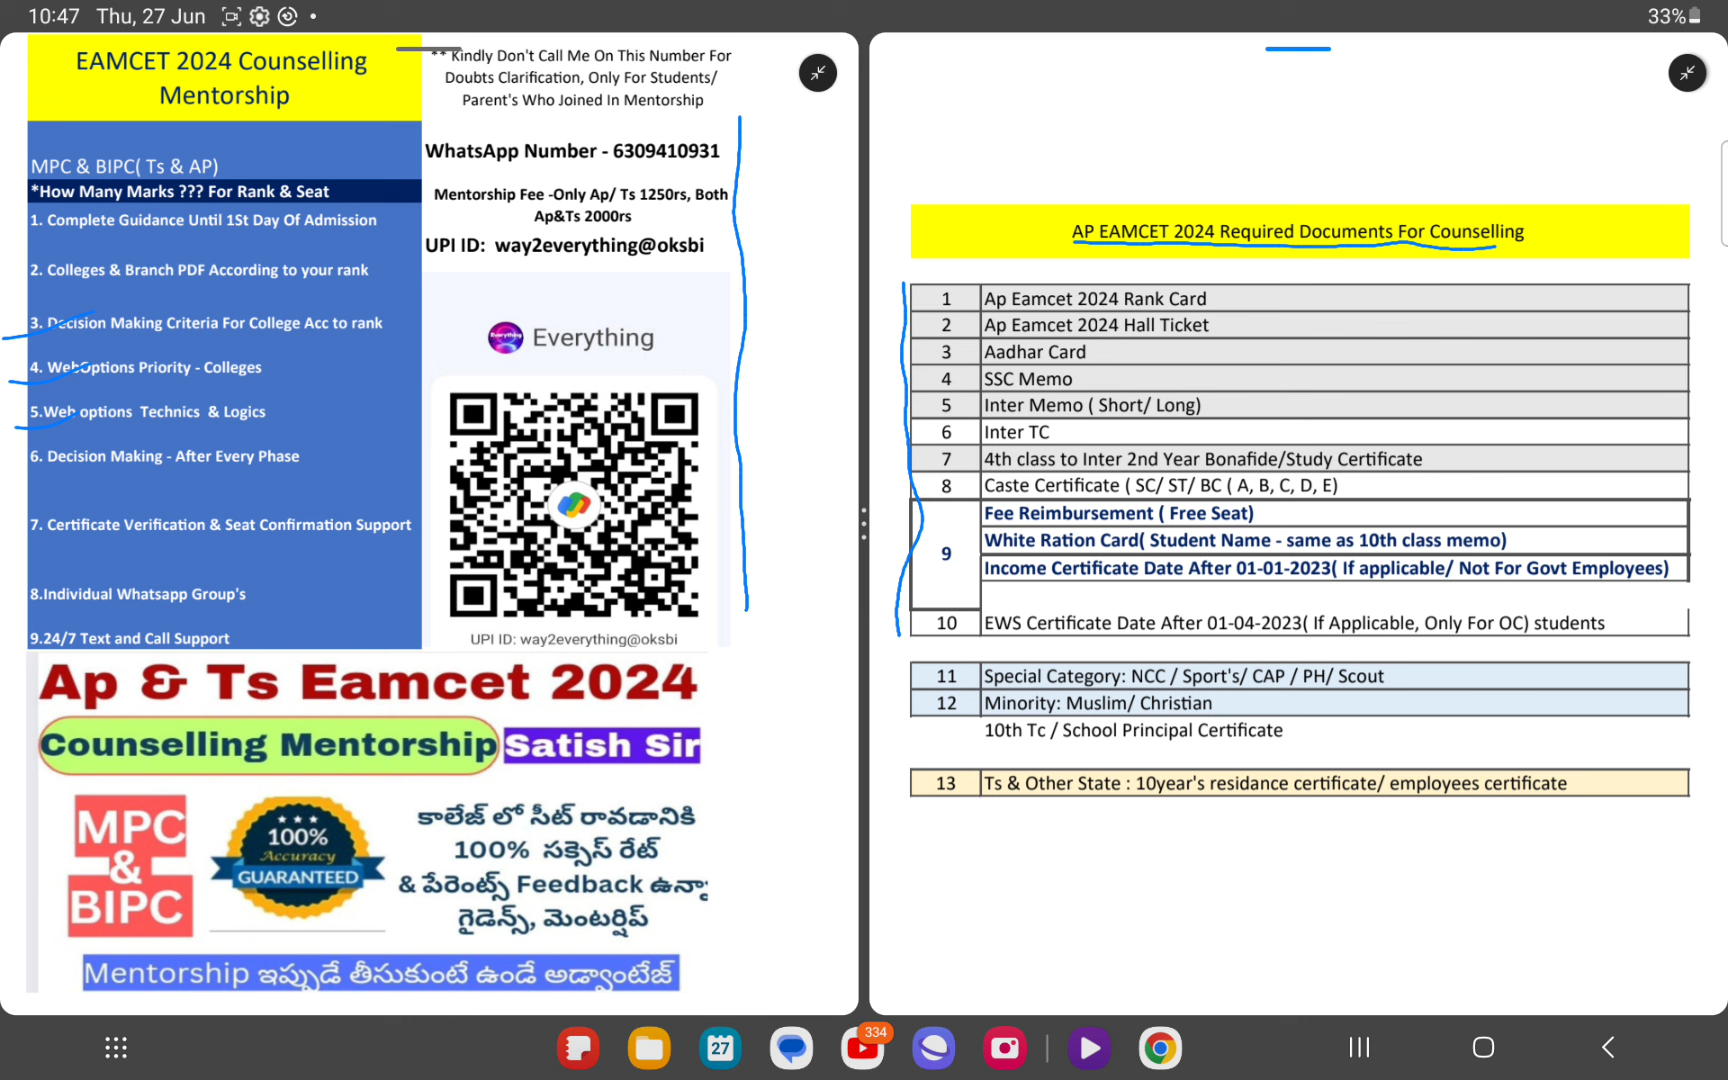 10:47 Thu, 27 Jun
33%
EAMCET 2024 Counselling
Mentorship
MPC & BIPC( Ts & AP)
*How Many Marks ??? For Rank & Seat
1. Complete Guidance Until 1St Day Of Admission
2. Colleges & Branch PDF According to your rank
3. Decision Making Criteria For College Acc to rank
4. WebOptions Priority - Colleges
5.Web options Technics & Logics
6. Decision Making - After Every Phase
7. Certificate Verification & Seat Confirmation Support
8.Individual Whatsapp Group's
9.24/7 Text and Call Support
** Kindly Don't Call Me On This Number For
Doubts Clarification, Only For Students/
Parent's Who Joined In Mentorship
WhatsApp Number - 6309410931
Mentorship Fee -Only Ap/ Ts 1250rs, Both
Ap&Ts 2000rs
UPI ID: way2everything@oksbi
Everything
Everything
UPI ID: way2everything@oksbi
Ap & Ts Eamcet 2024
Counselling Mentorship Satish Sir
MPC
&
BIPC
100%
Accuracy
GUARANTEED
కాలేజ్ లో సీట్ రావడానికి
100% సక్సెస్ రేట్
& పేరెంట్స్ Feedback ఉన్న
గైడెన్స్, మెంటర్షిప్
Mentorship ఇప్పుడే తీసుకుంటే ఉండే అడ్వాంటేజ్
AP EAMCET 2024 Required Documents For Counselling
1 Ap Eamcet 2024 Rank Card
2 Ap Eamcet 2024 Hall Ticket
3 Aadhar Card
4 SSC Memo
5 Inter Memo ( Short/ Long)
6 Inter TC
7 4th class to Inter 2nd Year Bonafide/Study Certificate
8 Caste Certificate ( SC/ ST/ BC ( A, B, C, D, E)
Fee Reimbursement ( Free Seat)
9 White Ration Card( Student Name - same as 10th class memo)
Income Certificate Date After 01-01-2023( If applicable/ Not For Govt Employees)
10 EWS Certificate Date After 01-04-2023( If Applicable, Only For OC) students
11 Special Category: NCC / Sport's/ CAP / PH/ Scout
12 Minority: Muslim/ Christian
10th Tc / School Principal Certificate
13 Ts & Other State : 10year's residance certificate/ employees certificate
27
334